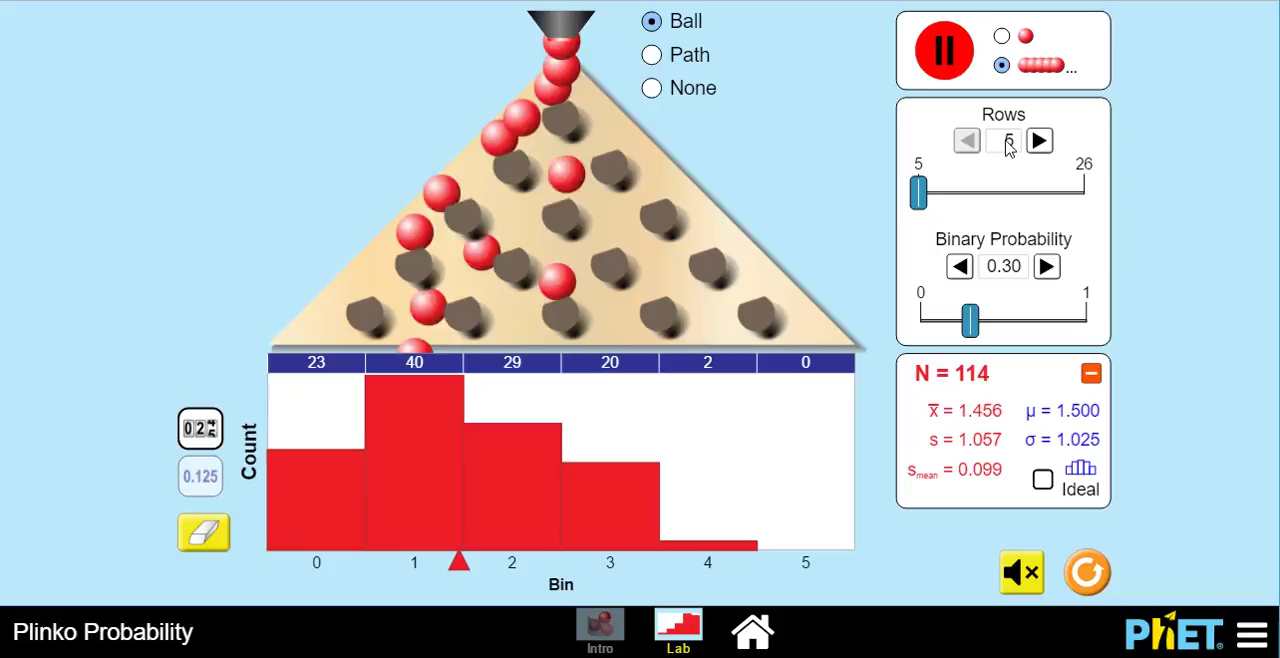 Ball
Path
None
...
Rows
5
5 26
Binary Probability
0.30
0 1
N = 114
x̅ = 1.456 μ = 1.500
s = 1.057 σ = 1.025
s mean = 0.099
Ideal
23 40 29 20 2 0
0.125
Count
0 1 2 3 4 5
Bin
Plinko Probability
Intro
Lab
PhET